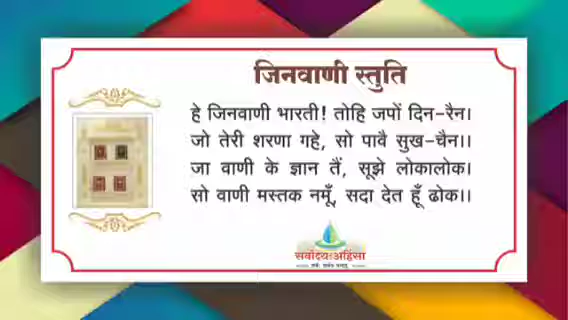 जिनवाणी स्तुति
हे जिनवाणी भारती! तोहि जपों दिन-रैन।
जो तेरी शरणा गहे, सो पावै सुख-चैन।।
जा वाणी के ज्ञान तैं, सूझे लोकालोक।
सो वाणी मस्तक नमूँ, सदा देत हूँ ढोक।।
सर्वोदय अहिंसा